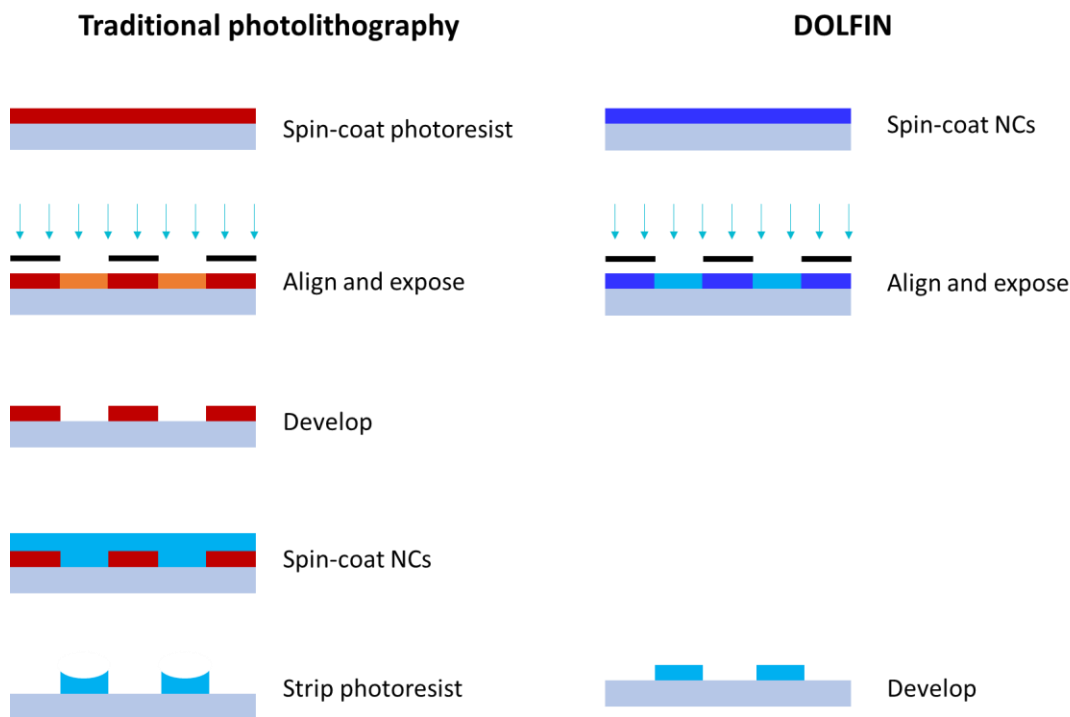 Traditional photolithography
DOLFIN
Spin-coat photoresist
Spin-coat NCs
Align and expose
Align and expose
Develop
Spin-coat NCs
Strip photoresist
Develop